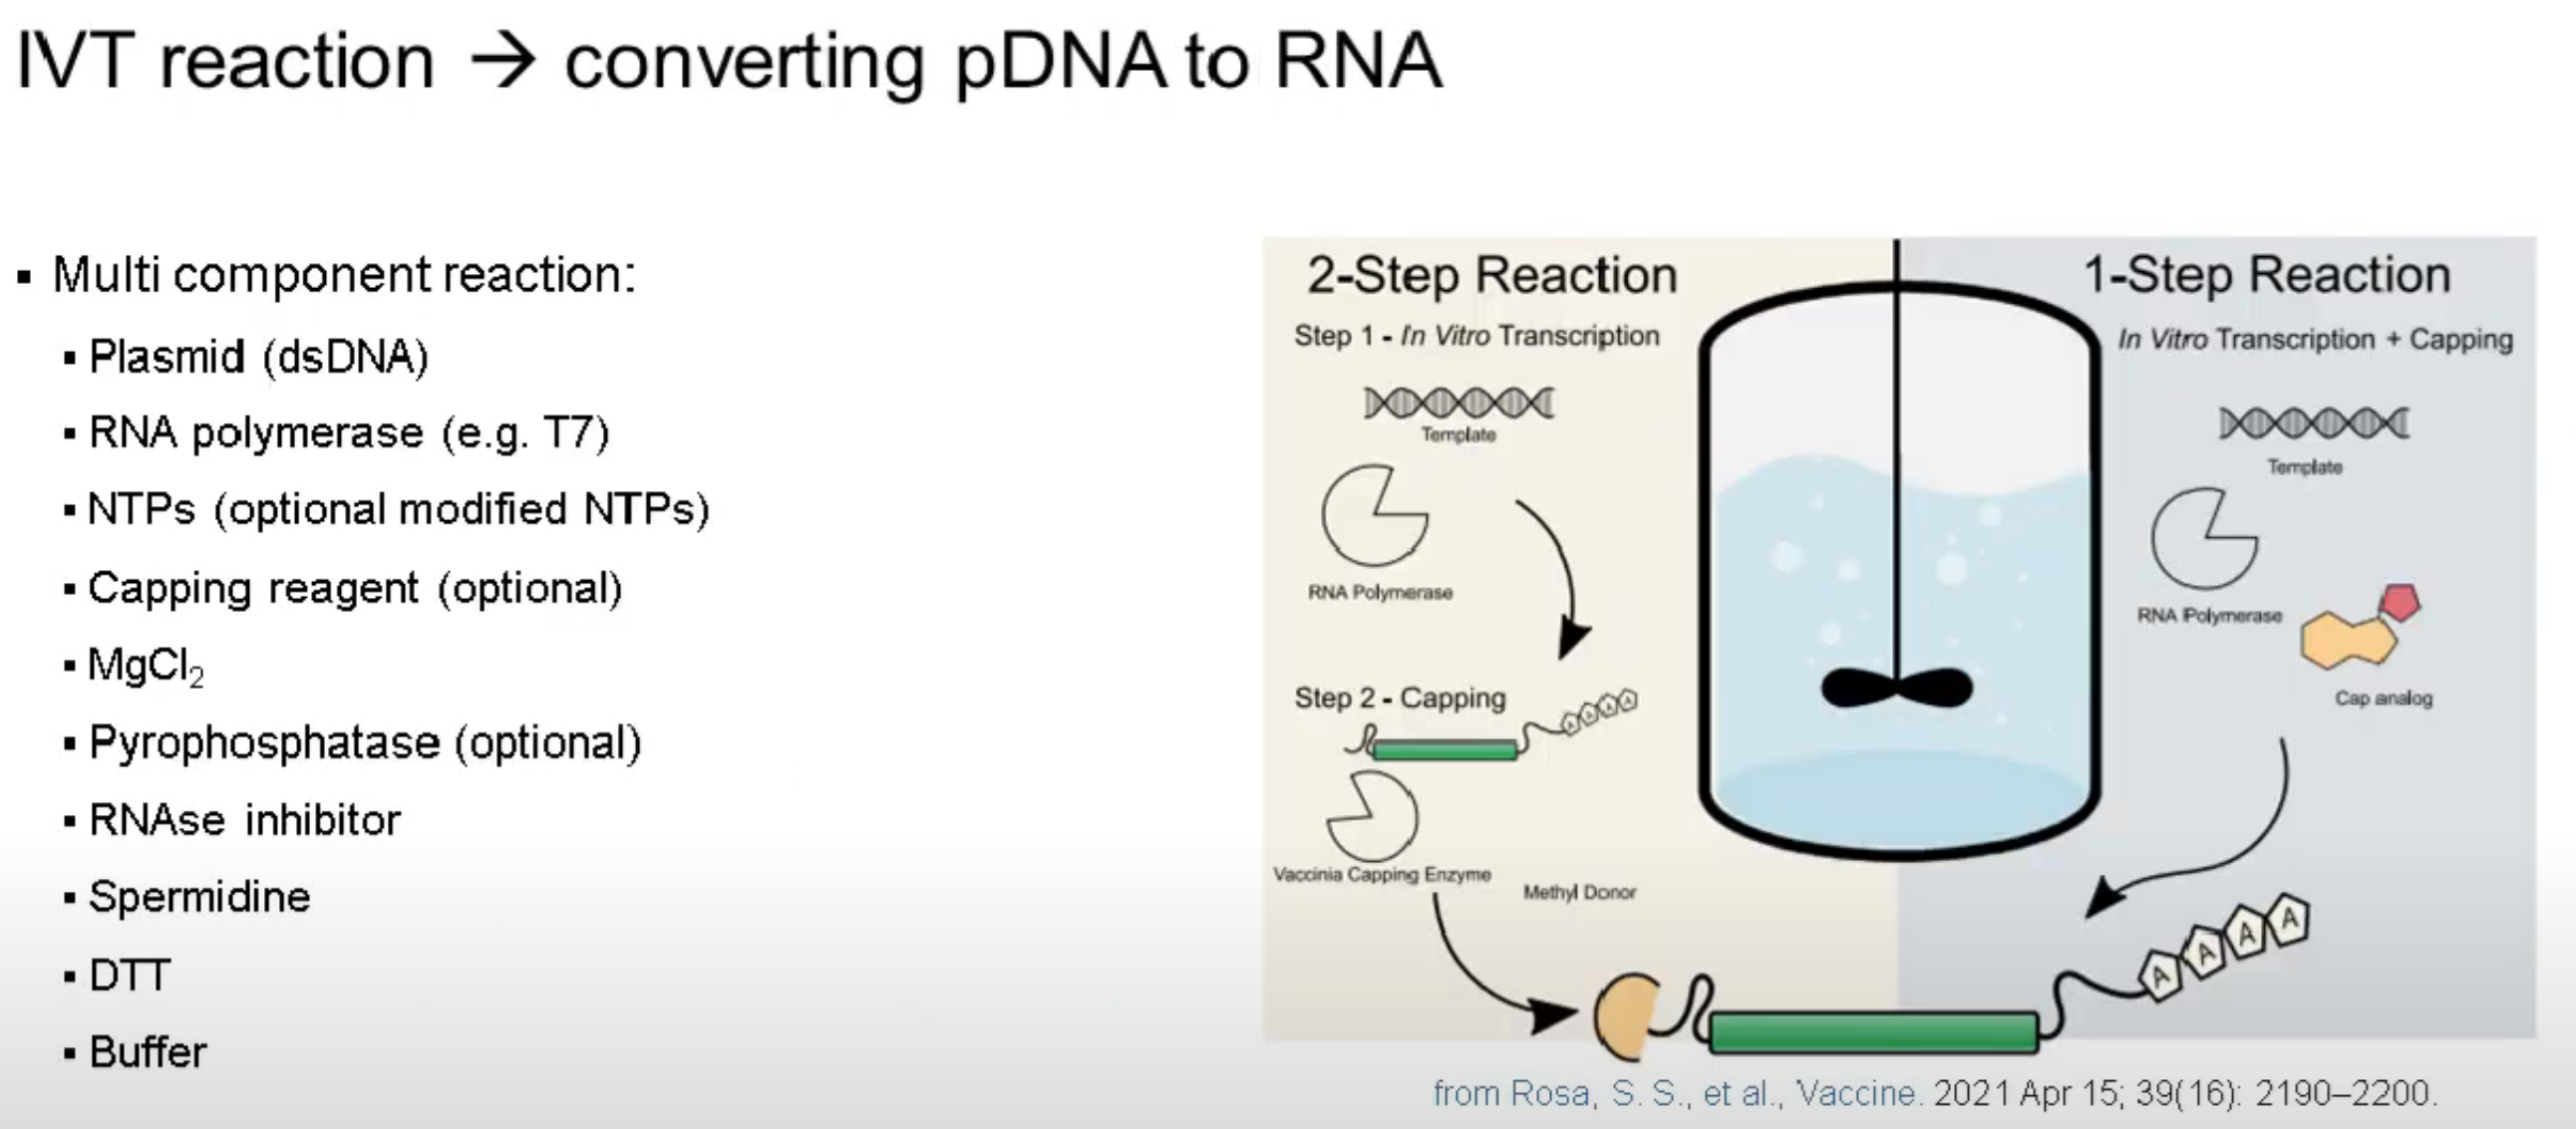 IVT reaction → converting pDNA to RNA
▪ Multi component reaction:
▪ Plasmid (dsDNA)
▪ RNA polymerase (e.g. T7)
▪ NTPs (optional modified NTPs)
▪ Capping reagent (optional)
▪ MgCl₂
▪ Pyrophosphatase (optional)
▪ RNAse inhibitor
▪ Spermidine
▪ DTT
▪ Buffer
2-Step Reaction
Step 1 - In Vitro Transcription
Template
RNA Polymerase
Step 2 - Capping
A A A A
Vaccinia Capping Enzyme
Methyl Donor
1-Step Reaction
In Vitro Transcription + Capping
Template
RNA Polymerase
Cap analog
A A A A
from Rosa, S. S., et al., Vaccine. 2021 Apr 15; 39(16): 2190–2200.